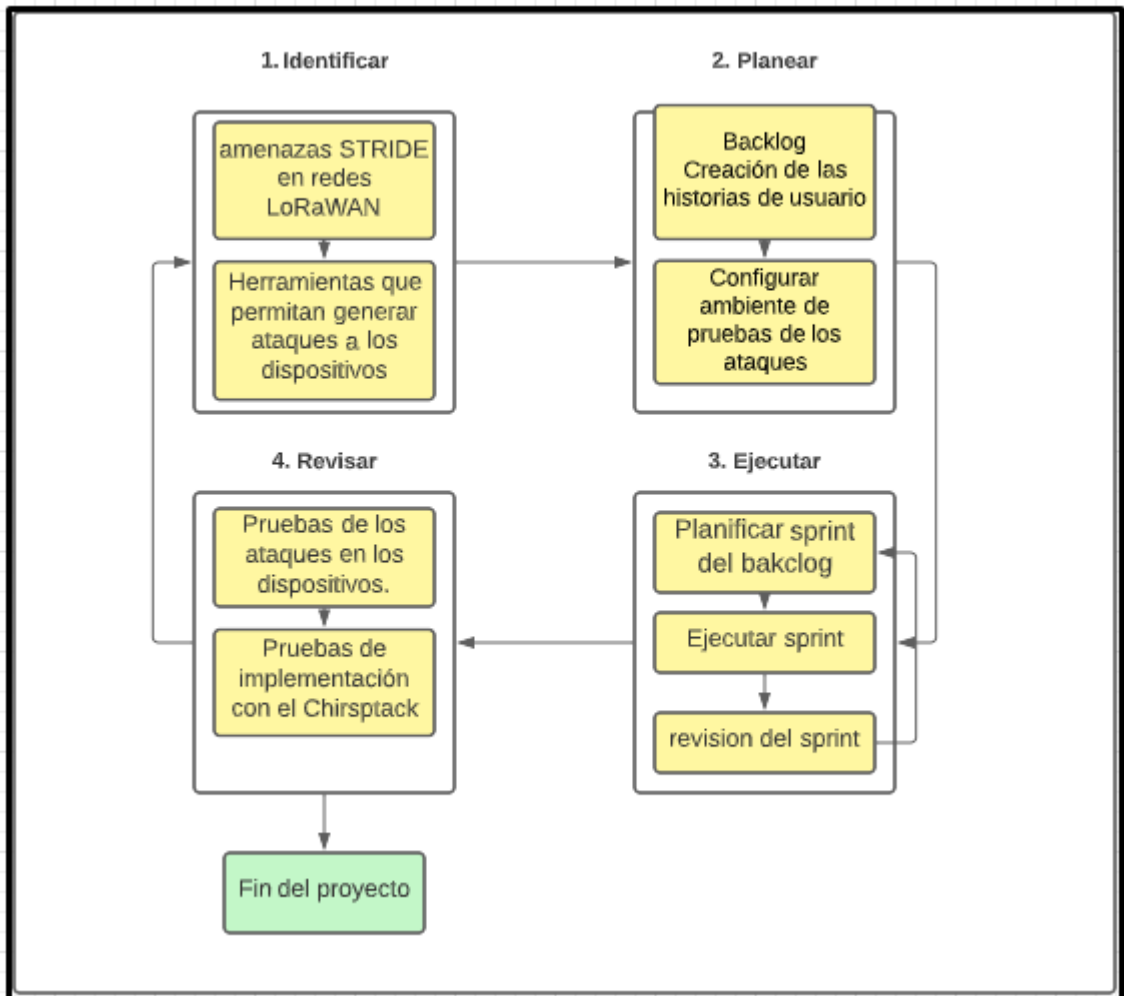 1. Identificar
amenazas STRIDE
en redes
LoRaWAN
Herramientas que
permitan generar
ataques a los
dispositivos
2. Planear
Backlog
Creación de las
historias de usuario
Configurar
ambiente de
pruebas de los
ataques
3. Ejecutar
Planificar sprint
del bakclog
Ejecutar sprint
revision del sprint
4. Revisar
Pruebas de los
ataques en los
dispositivos.
Pruebas de
implementación
con el Chirsptack
Fin del proyecto